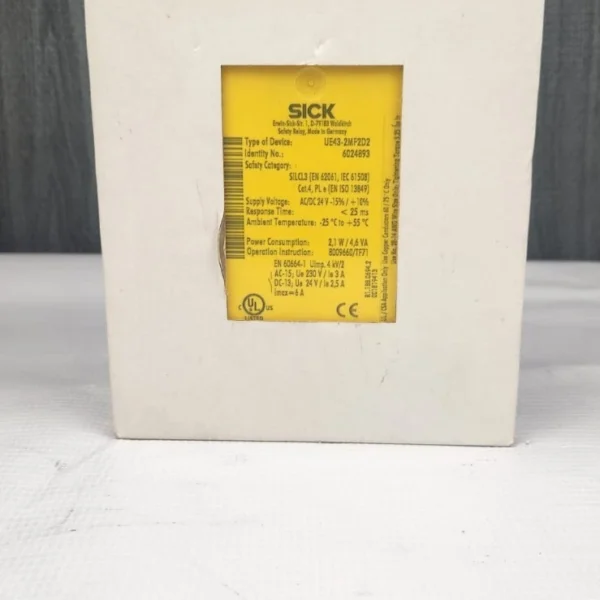 SICK
Erwin-Sick-Str. 1, D-79183 Waldkirch
Safety Relay, Made in Germany
Type of Device: UE43-2MF2D2
Identity No.: 6024893
Safety Category:
SILCL3 (EN 62061, IEC 61508)
Cat.4, PL e (EN ISO 13849)
Supply Voltage: AC/DC 24 V -15% / +10%
Response Time: < 25 ms
Ambient Temperature: -25 °C to +55 °C
Power Consumption: 2,1 W / 4,6 VA
Operation Instruction: 8009660/TF71
EN 60664-1 Uimp. 4 kV/2
AC-15; Ue 230 V / Ie 3 A
DC-13; Ue 24 V / Ie 2,5 A
Imax= 6 A
C UL US
LISTED
CE